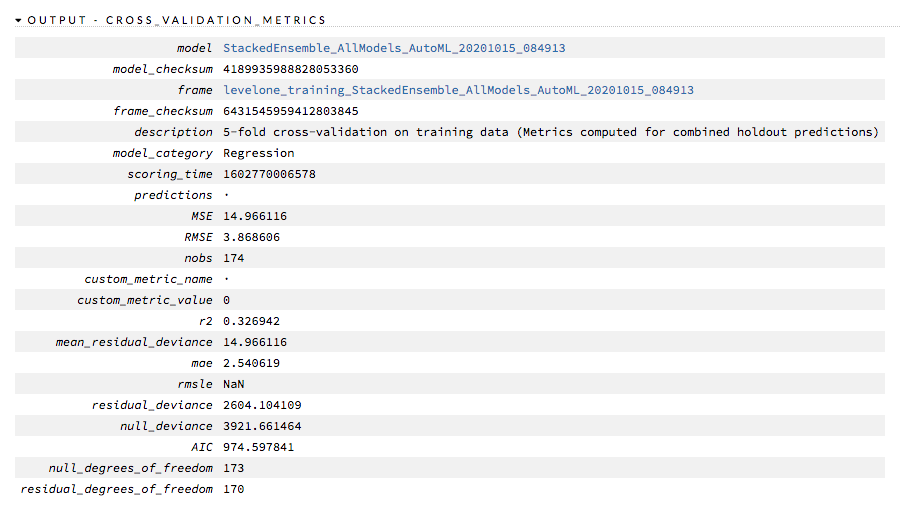 OUTPUT - CROSS_VALIDATION_METRICS
model StackedEnsemble_AllModels_AutoML_20201015_084913
model_checksum 4189935988828053360
frame levelone_training_StackedEnsemble_AllModels_AutoML_20201015_084913
frame_checksum 6431545959412803845
description 5-fold cross-validation on training data (Metrics computed for combined holdout predictions)
model_category Regression
scoring_time 1602770006578
predictions ·
MSE 14.966116
RMSE 3.868606
nobs 174
custom_metric_name ·
custom_metric_value 0
r2 0.326942
mean_residual_deviance 14.966116
mae 2.540619
rmsle NaN
residual_deviance 2604.104109
null_deviance 3921.661464
AIC 974.597841
null_degrees_of_freedom 173
residual_degrees_of_freedom 170